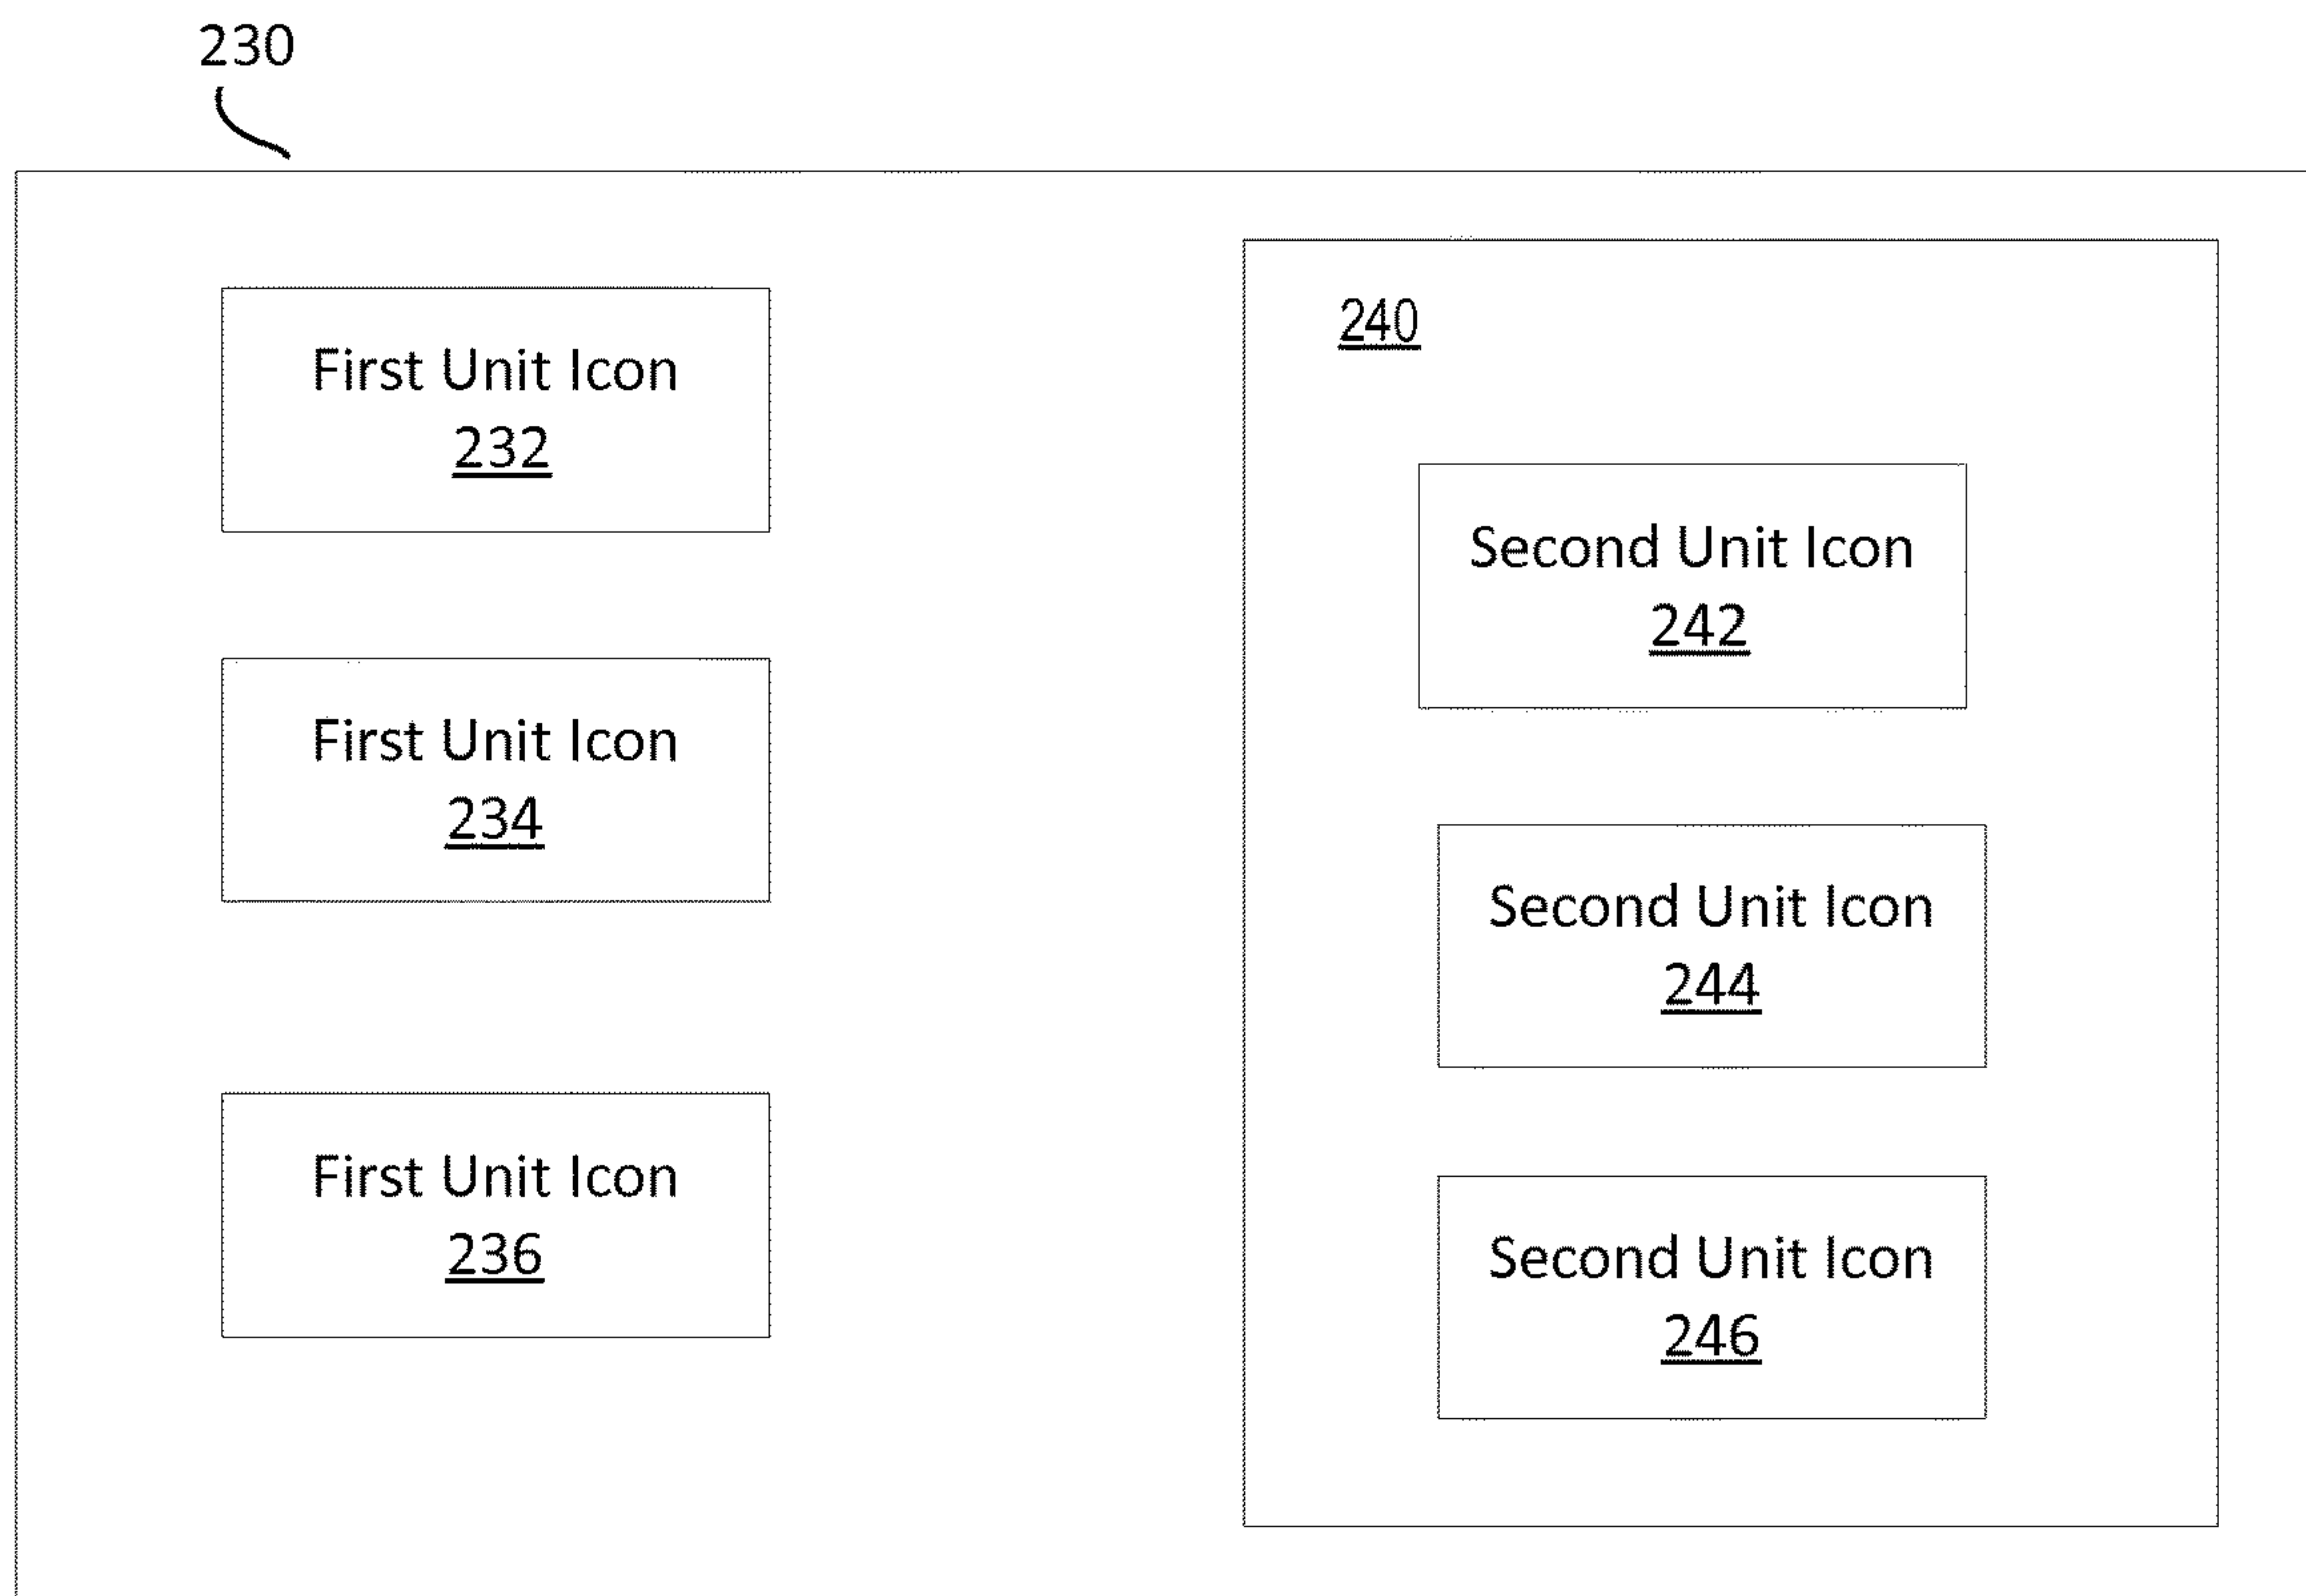 230
First Unit Icon
232
First Unit Icon
234
First Unit Icon
236
240
Second Unit Icon
242
Second Unit Icon
244
Second Unit Icon
246